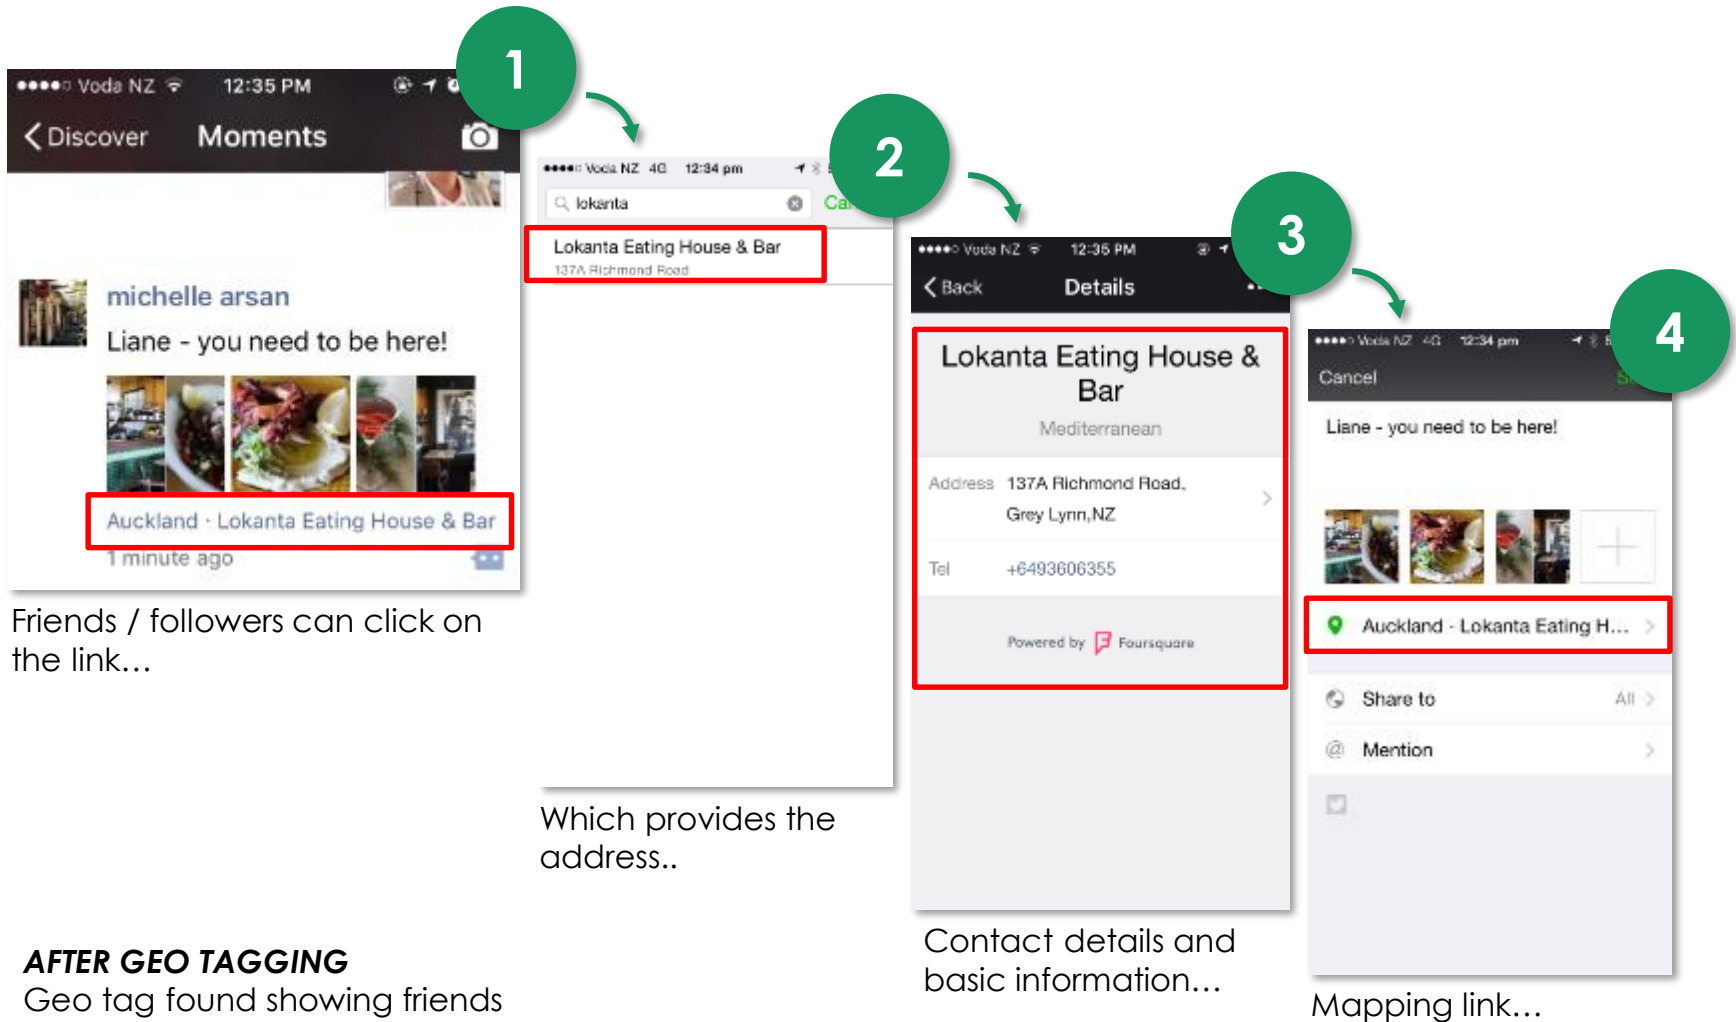 1
Voda NZ 12:35 PM
Discover Moments
michelle arsan
Liane - you need to be here!
Auckland · Lokanta Eating House & Bar
1 minute ago
Friends / followers can click on
the link...
2
Voda NZ 4G 12:34 pm
lokanta
Lokanta Eating House & Bar
137A Richmond Road
Which provides the
address..
3
Voda NZ 12:35 PM
Back Details
Lokanta Eating House &
Bar
Mediterranean
Address 137A Richmond Road,
Grey Lynn,NZ
Tel +6493606355
Powered by Foursquare
Contact details and
basic information...
4
Voda NZ 4G 12:34 pm
Cancel
Liane - you need to be here!
Auckland · Lokanta Eating H...
Share to All
@ Mention
Mapping link...
AFTER GEO TAGGING
Geo tag found showing friends